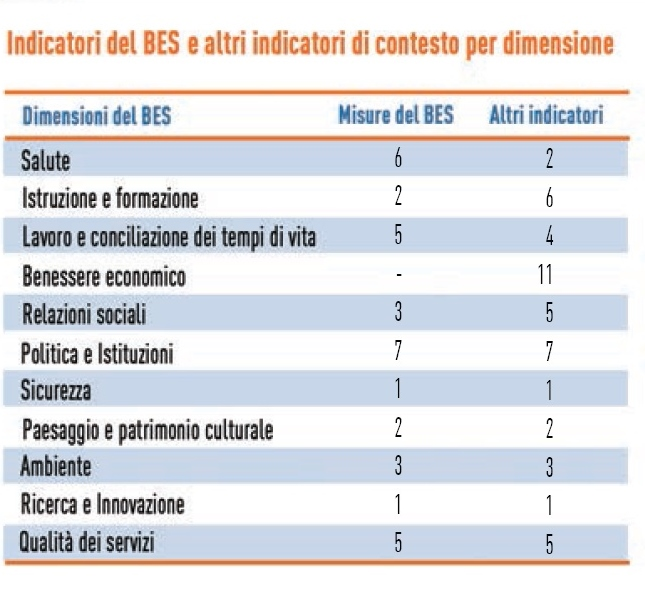 Indicatori del BES e altri indicatori di contesto per dimensione
Dimensioni del BES Misure del BES Altri indicatori
Salute 6 2
Istruzione e formazione 2 6
Lavoro e conciliazione dei tempi di vita 5 4
Benessere economico - 11
Relazioni sociali 3 5
Politica e Istituzioni 7 7
Sicurezza 1 1
Paesaggio e patrimonio culturale 2 2
Ambiente 3 3
Ricerca e Innovazione 1 1
Qualità dei servizi 5 5